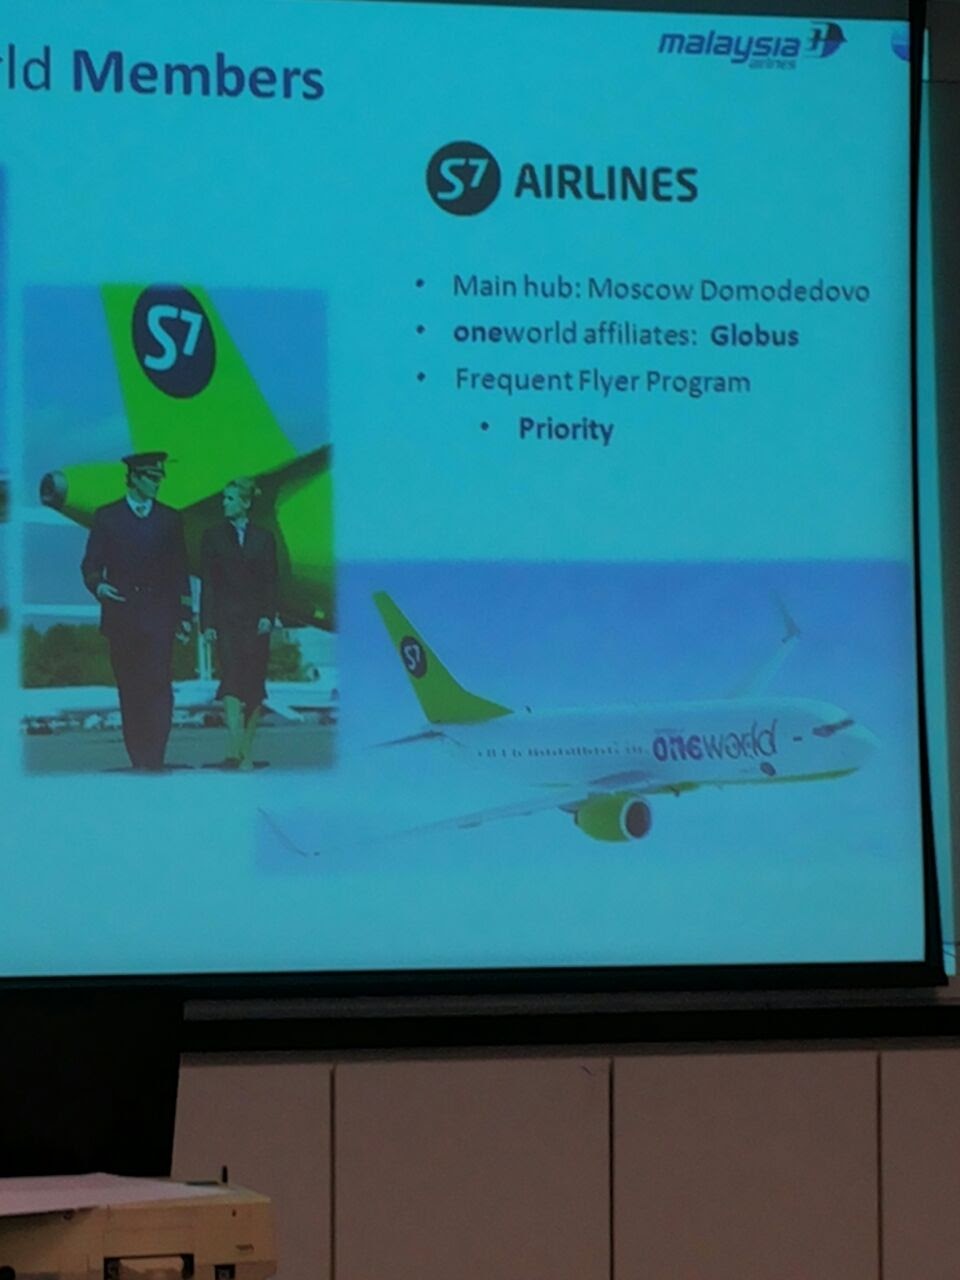 malaysia
airlines
rld Members
S7 AIRLINES
• Main hub: Moscow Domodedovo
• oneworld affiliates: Globus
• Frequent Flyer Program
• Priority
S7
S7
oneworld